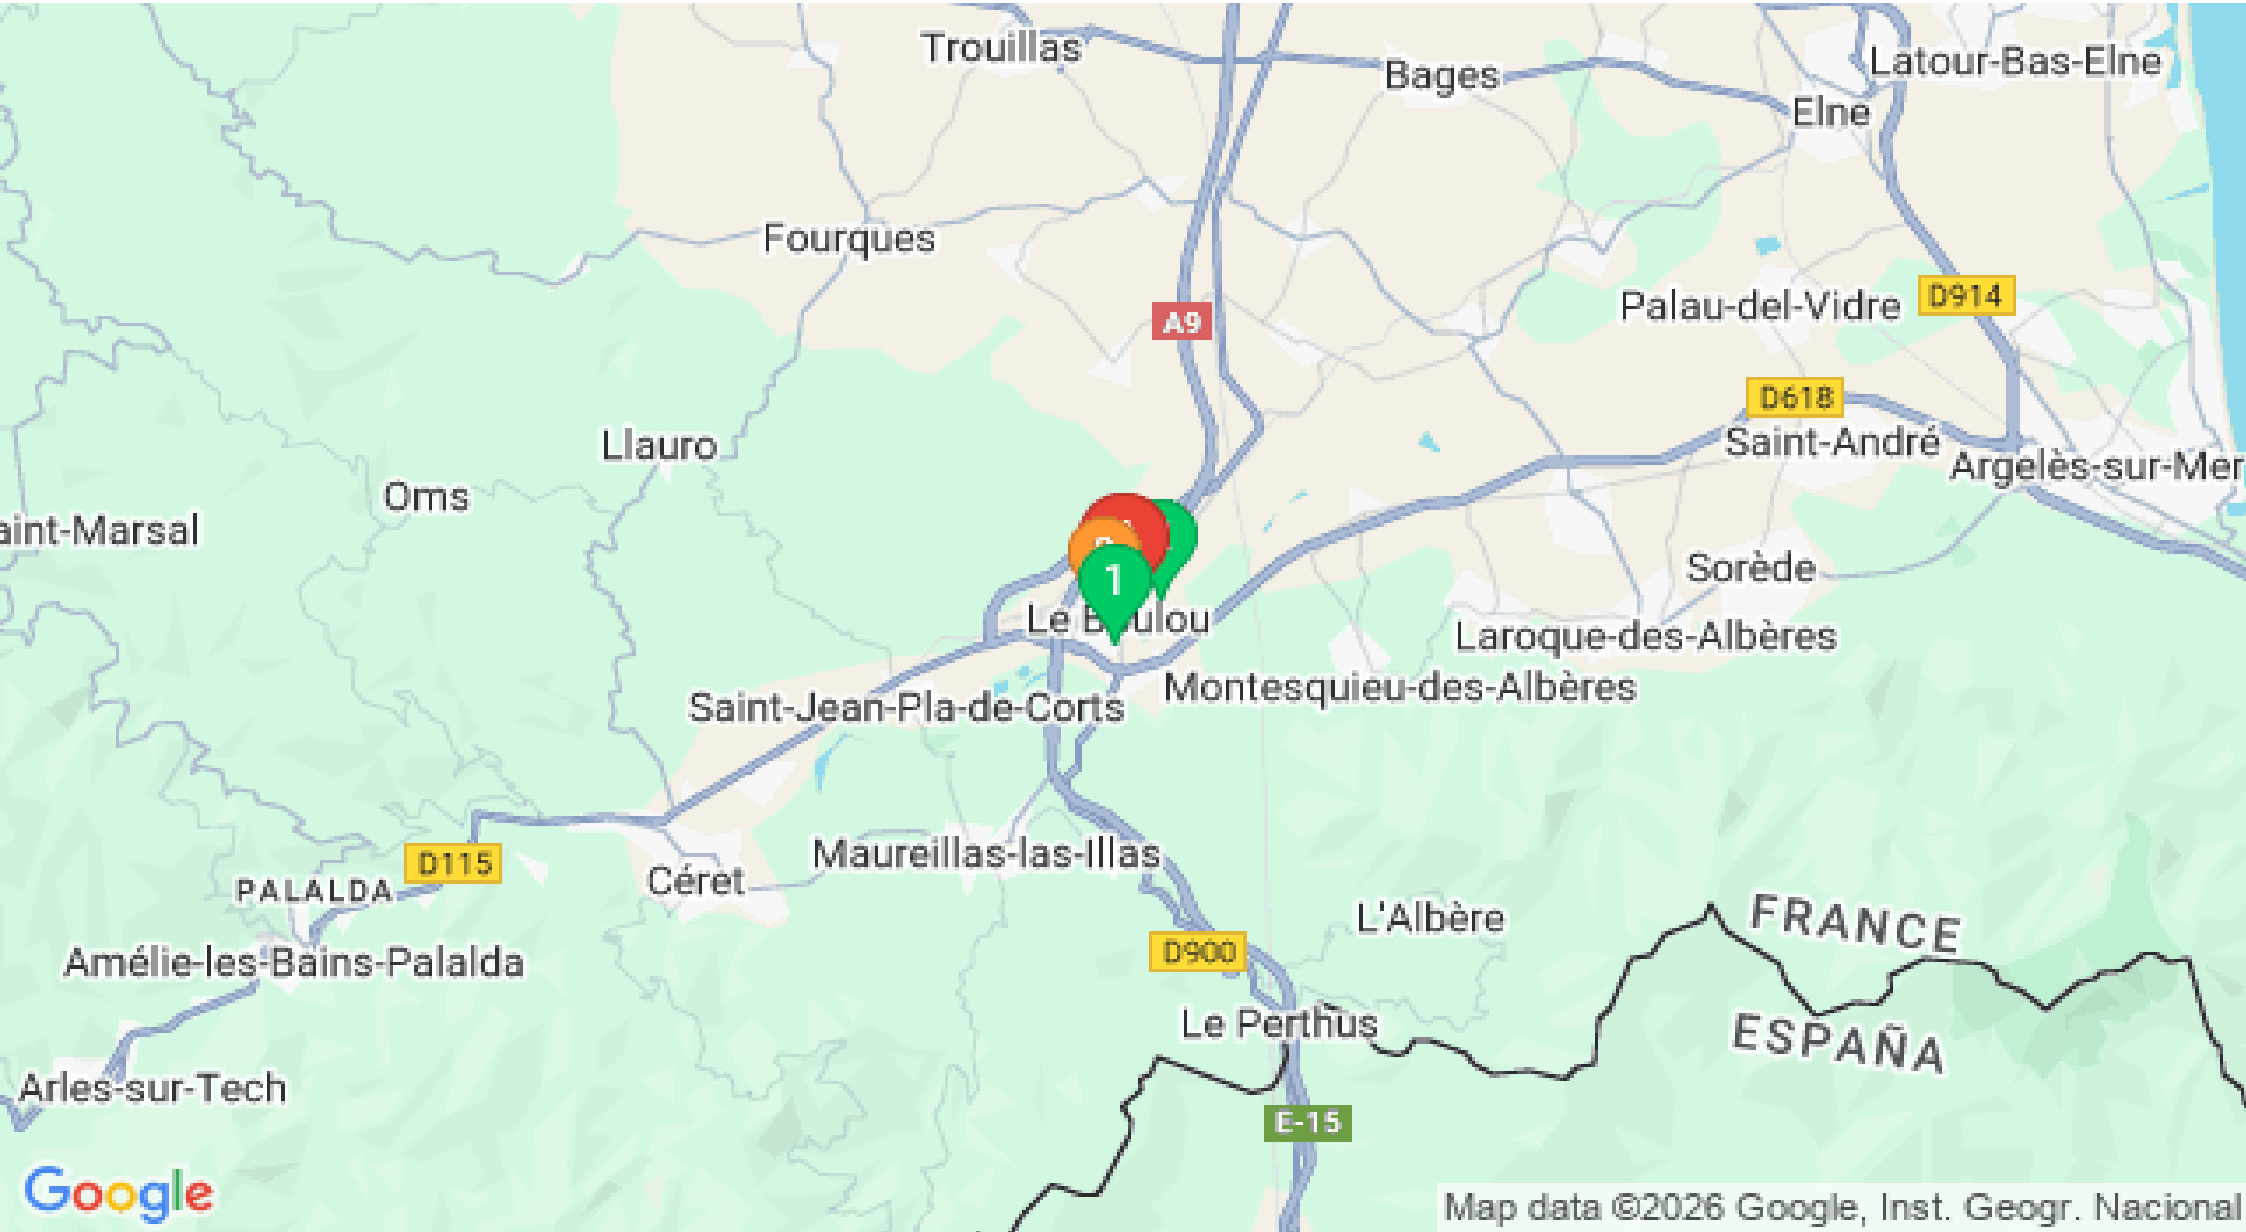 Trouillas
Bages
Latour-Bas-Elne
Elne
Fourques
Palau-del-Vidre
D914
A9
D618
Saint-André
Argelès-sur-Mer
Llauro
Oms
aint-Marsal
1
Le Boulou
Sorède
Laroque-des-Albères
Montesquieu-des-Albères
Saint-Jean-Pla-de-Corts
Maureillas-las-Illas
D115
PALALDA
Céret
L'Albère
FRANCE
D900
Amélie-les-Bains-Palalda
Le Perthus
ESPAÑA
Arles-sur-Tech
E-15
Google
Map data ©2026 Google, Inst. Geogr. Nacional